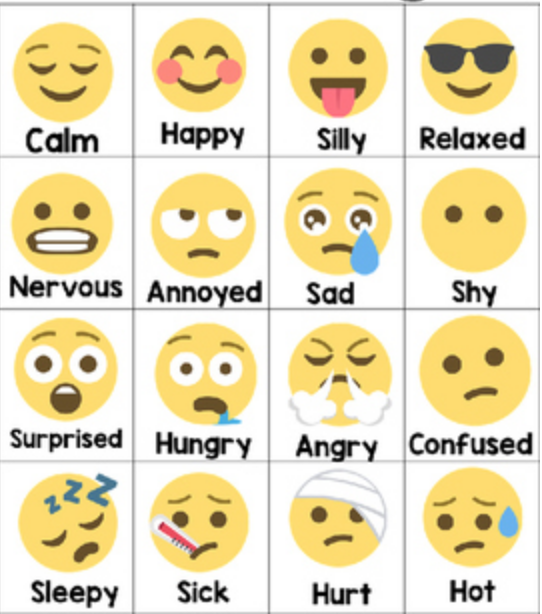 Calm Happy Silly Relaxed
Nervous Annoyed Sad Shy
Surprised Hungry Angry Confused
Sleepy Sick Hurt Hot